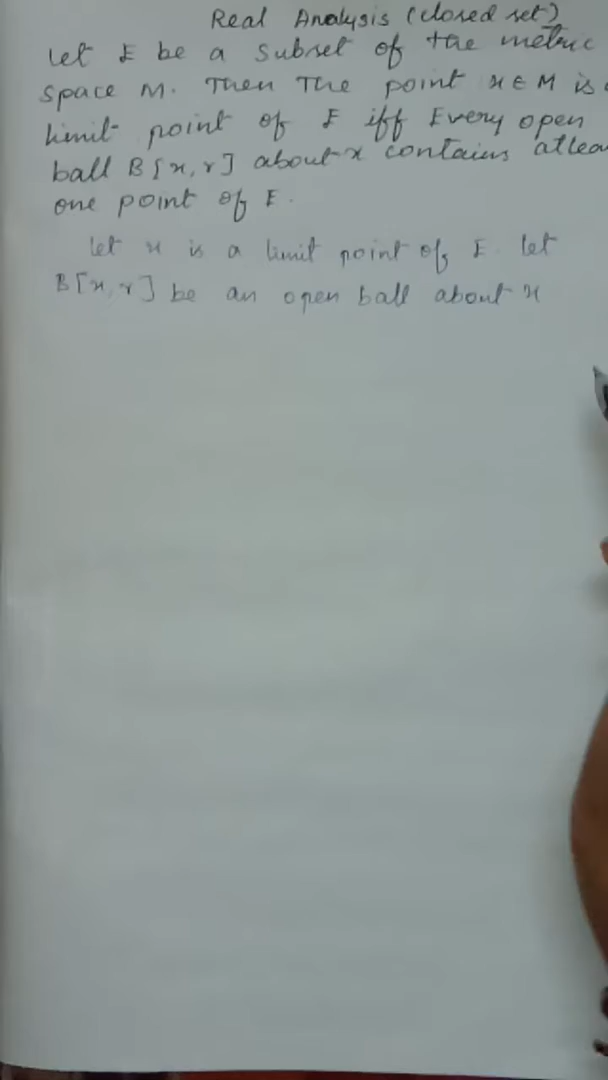 Real Analysis (closed set)
Let E be a subset of the metric
space M. Then The point x ∈ M is
limit point of E iff Every open
ball B[x, r] about x contains atlea
one point of E.
let x is a limit point of E. let
B[x, r] be an open ball about x